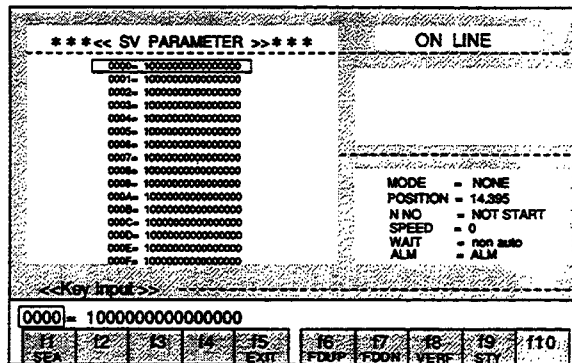 ***<< SV PARAMETER >>***
0000= 1000000000000000
0001= 1000000000000000
0002= 1000000000000000
0003= 1000000000000000
0004= 1000000000000000
0005= 1000000000000000
0006= 1000000000000000
0007= 1000000000000000
0008= 1000000000000000
0009= 1000000000000000
000A= 1000000000000000
000B= 1000000000000000
000C= 1000000000000000
000D= 1000000000000000
000E= 1000000000000000
000F= 1000000000000000
ON LINE
MODE = NONE
POSITION = 14,395
N NO = NOT START
SPEED = 0
WAIT = non auto
ALM = ALM
<<Key Input>>
0000= 1000000000000000
f1 f2 f3 f4 f5 f6 f7 f8 f9 f10
SEA EXIT FDUP FDDN VERF STY